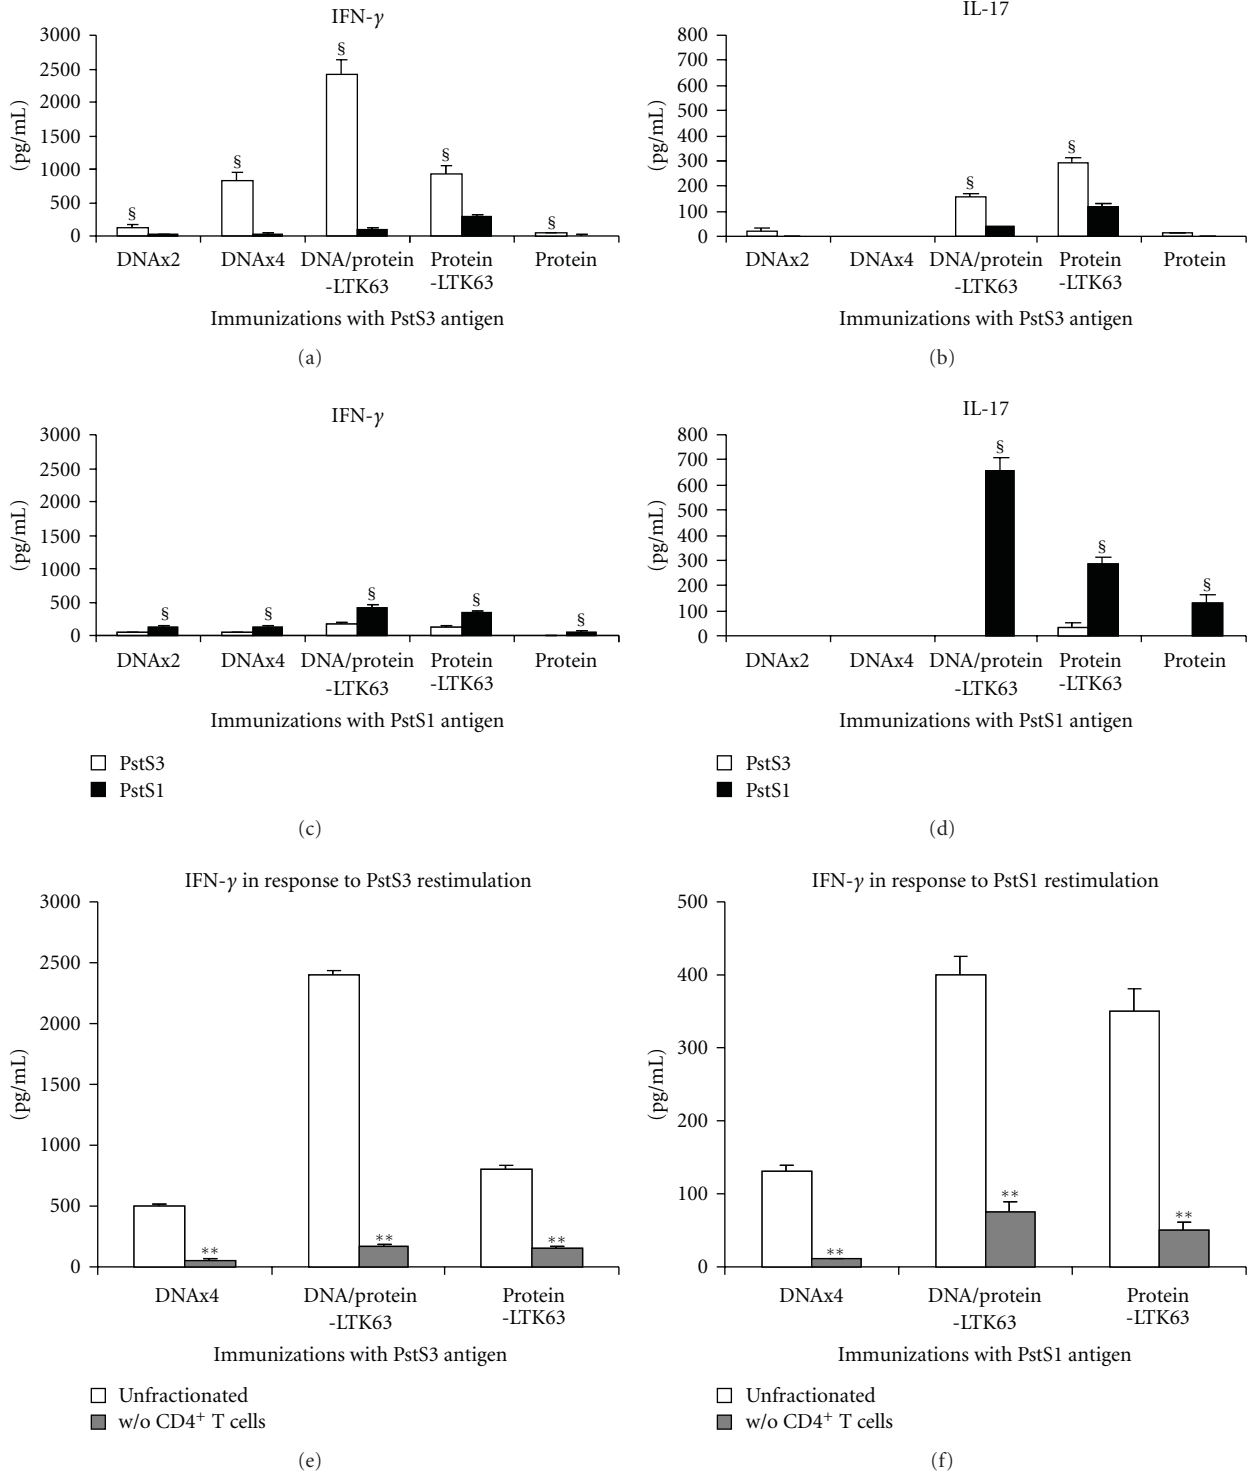 IFN-γ
3000
2500
2000
1500
1000
500
0
(pg/mL)
§
§
§
§
§
DNAx2 DNAx4 DNA/protein -LTK63 Protein -LTK63 Protein
Immunizations with PstS3 antigen
(a)
IL-17
800
700
600
500
400
300
200
100
0
(pg/mL)
§
§
DNAx2 DNAx4 DNA/protein -LTK63 Protein -LTK63 Protein
Immunizations with PstS3 antigen
(b)
IFN-γ
3000
2500
2000
1500
1000
500
0
(pg/mL)
§
§
§
§
§
DNAx2 DNAx4 DNA/protein -LTK63 Protein -LTK63 Protein
Immunizations with PstS1 antigen
PstS3
PstS1
(c)
IL-17
800
700
600
500
400
300
200
100
0
(pg/mL)
§
§
§
DNAx2 DNAx4 DNA/protein -LTK63 Protein -LTK63 Protein
Immunizations with PstS1 antigen
PstS3
PstS1
(d)
IFN-γ in response to PstS3 restimulation
3000
2500
2000
1500
1000
500
0
(pg/mL)
**
**
**
DNAx4 DNA/protein -LTK63 Protein -LTK63
Immunizations with PstS3 antigen
Unfractionated
w/o CD4⁺ T cells
(e)
IFN-γ in response to PstS1 restimulation
500
400
300
200
100
0
(pg/mL)
**
**
**
DNAx4 DNA/protein -LTK63 Protein -LTK63
Immunizations with PstS1 antigen
Unfractionated
w/o CD4⁺ T cells
(f)